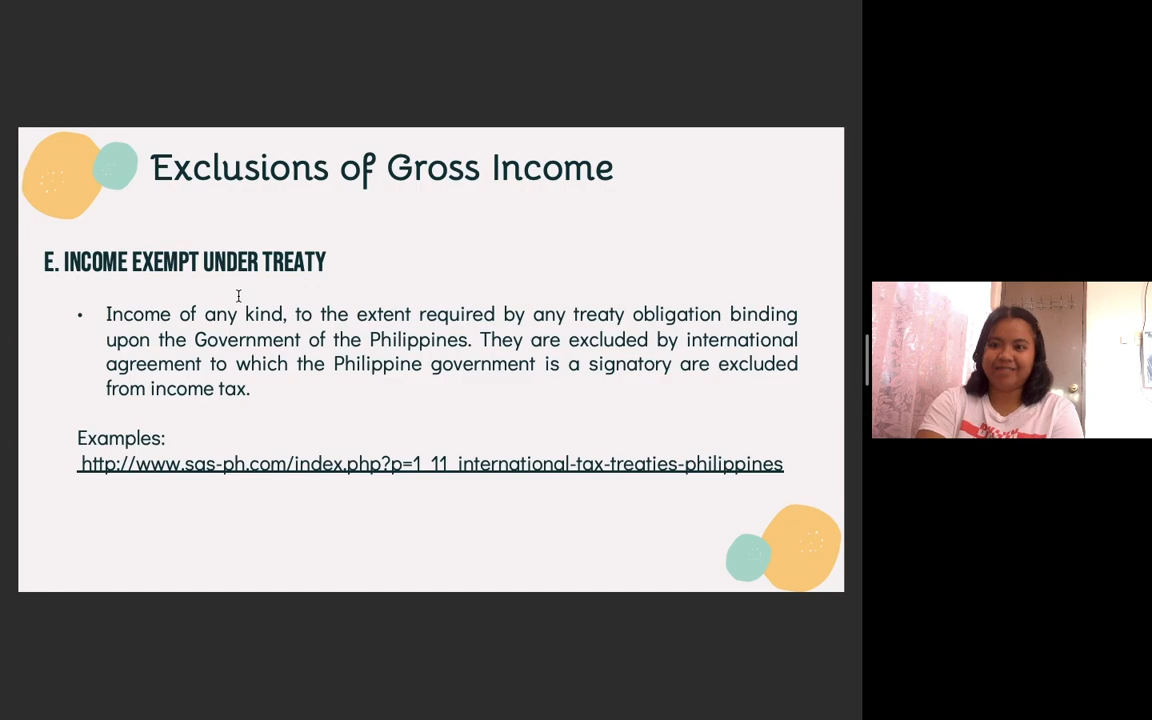 Exclusions of Gross Income
E. INCOME EXEMPT UNDER TREATY
• Income of any kind, to the extent required by any treaty obligation binding
upon the Government of the Philippines. They are excluded by international
agreement to which the Philippine government is a signatory are excluded
from income tax.
Examples:
http://www.sas-ph.com/index.php?p=1_11_international-tax-treaties-philippines